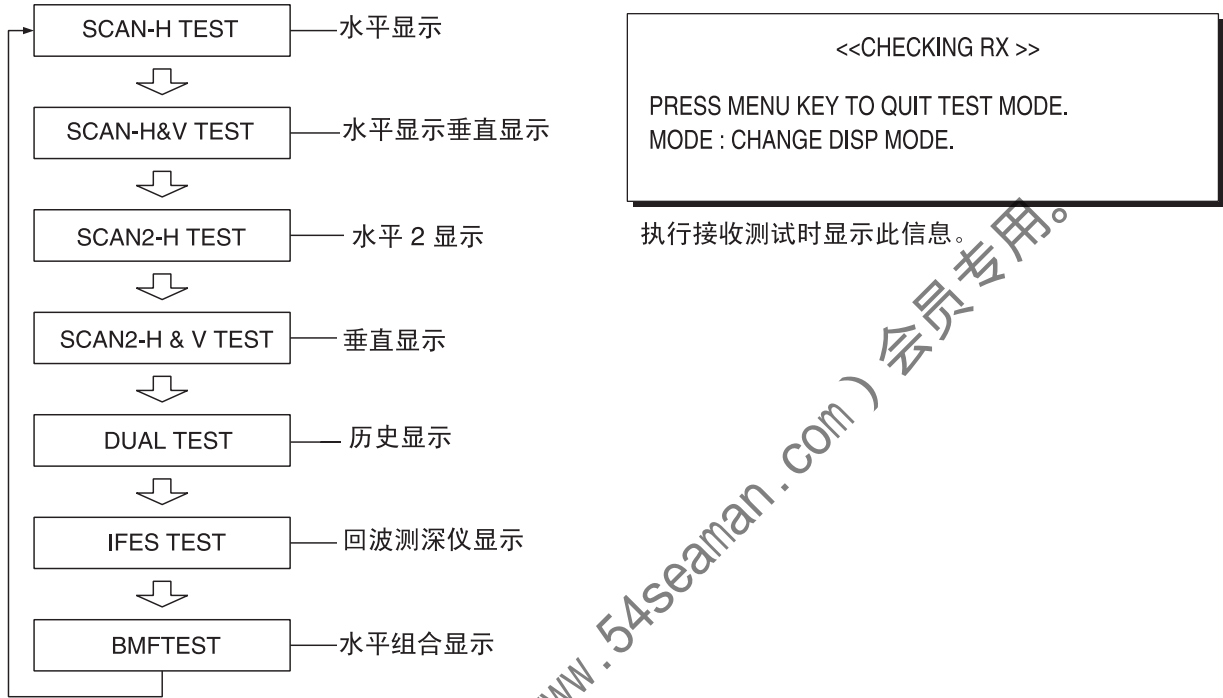 SCAN-H TEST
水平显示
SCAN-H&V TEST
水平显示垂直显示
SCAN2-H TEST
水平 2 显示
SCAN2-H & V TEST
垂直显示
DUAL TEST
历史显示
IFES TEST
回波测深仪显示
BMFTEST
水平组合显示
<<CHECKING RX >>
PRESS MENU KEY TO QUIT TEST MODE.
MODE : CHANGE DISP MODE.
执行接收测试时显示此信息。
ww.54seaman.com）会员专用。